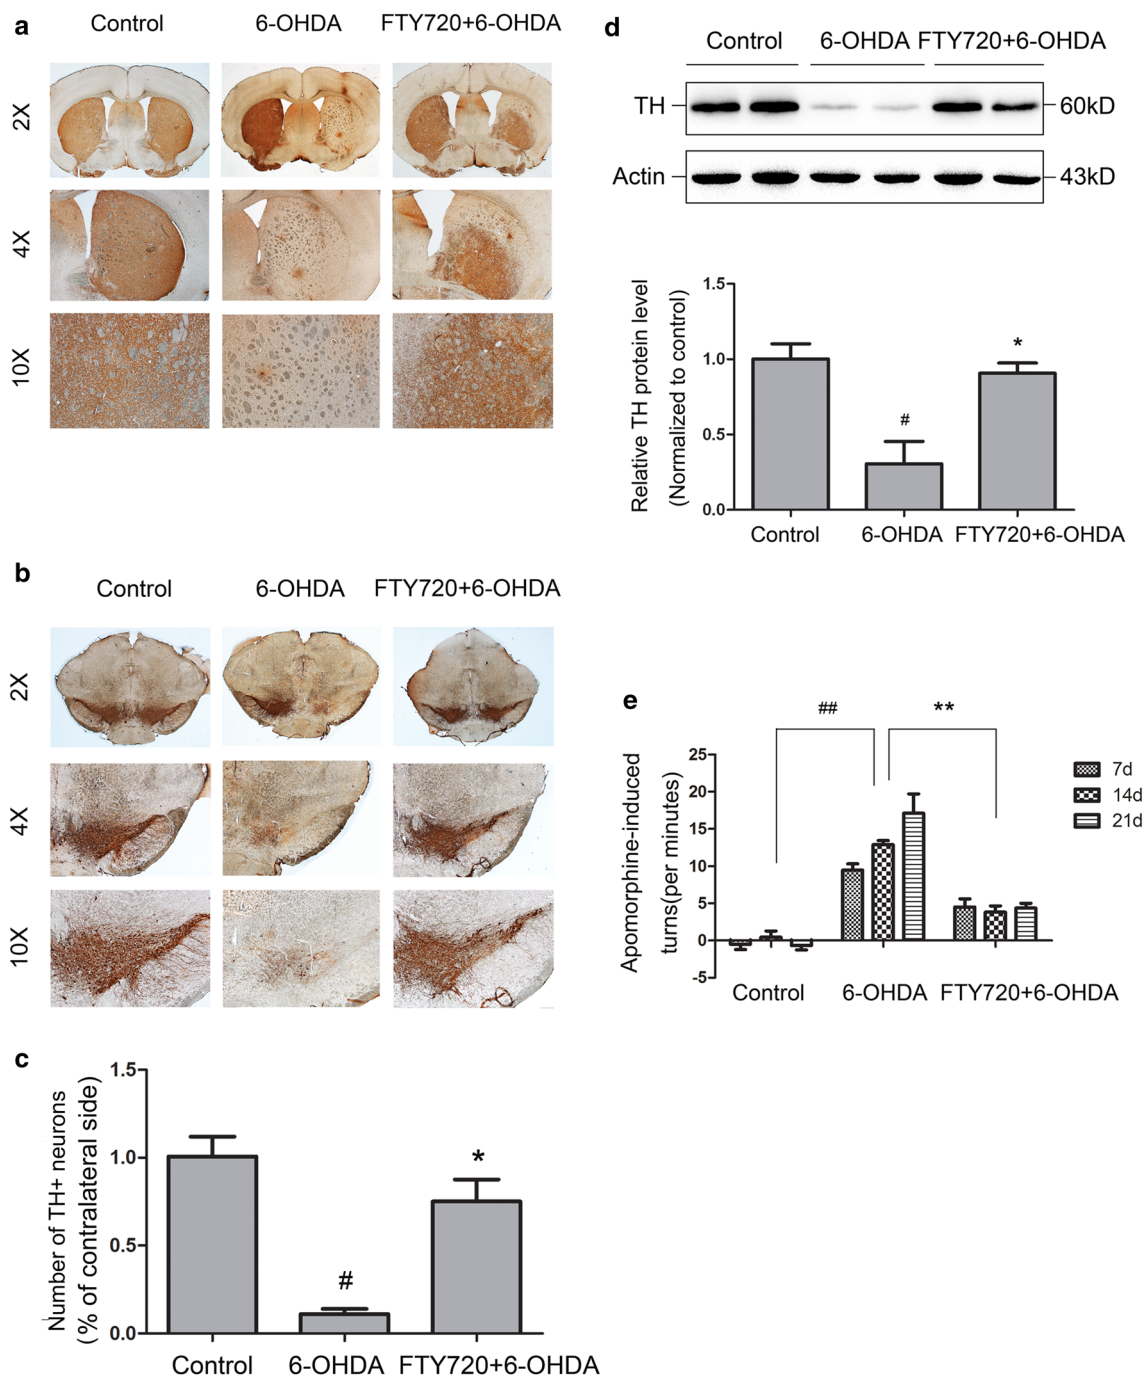 a
Control 6-OHDA FTY720+6-OHDA
2X
4X
10X
b
Control 6-OHDA FTY720+6-OHDA
2X
4X
10X
c
Number of TH+ neurons
(% of contralateral side)
1.5
1.0
0.5
0.0
#
*
Control 6-OHDA FTY720+6-OHDA
d
Control 6-OHDA FTY720+6-OHDA
TH 60kD
Actin 43kD
Relative TH protein level
(Normalized to control)
1.5
1.0
0.5
0.0
#
*
Control 6-OHDA FTY720+6-OHDA
e
## **
Apomorphine-induced
turns(per minutes)
25
20
15
10
5
0
-5
7d
14d
21d
Control 6-OHDA FTY720+6-OHDA